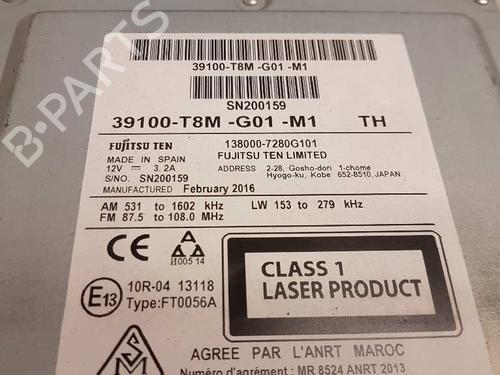 39100-T8M -G01 -M1
SN200159
39100-T8M -G01 -M1 TH
FUJITSU TEN 138000-7280G101
MADE IN SPAIN FUJITSU TEN LIMITED
12V ⎓ 3.2A ADDRESS 2-28, Gosho-dori 1-chome
S/NO. SN200159 Hyogo-ku, Kobe 652-8510, JAPAN
MANUFACTURED February 2016
AM 531 to 1602 kHz LW 153 to 279 kHz
FM 87.5 to 108.0 MHz
CE
И005 14
CLASS 1
LASER PRODUCT
E13 10R-04 13118
Type:FT0056A
AGREE PAR L'ANRT MAROC
Numéro d'agrément : MR 8524 ANRT 2013
B-PARTS